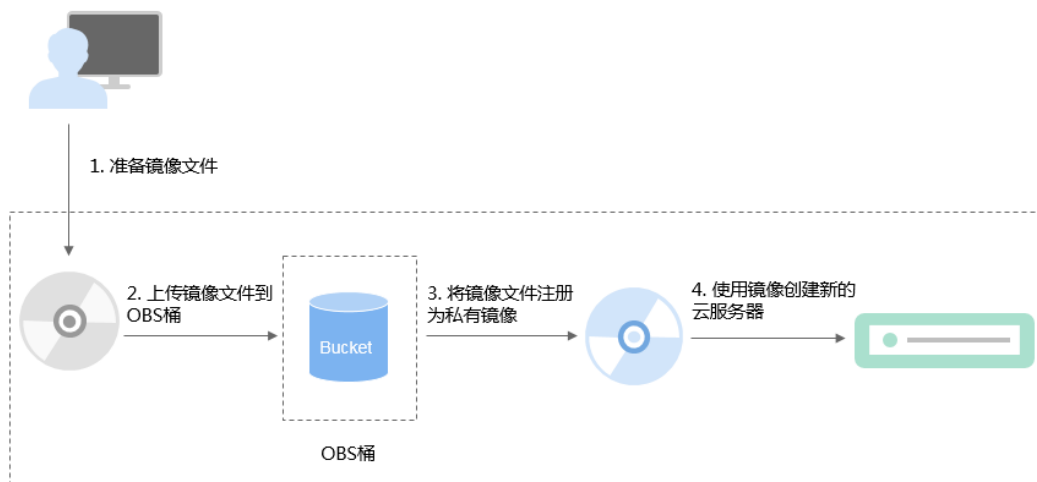 1. 准备镜像文件
2. 上传镜像文件到
OBS桶
Bucket
OBS桶
3. 将镜像文件注册
为私有镜像
4. 使用镜像创建新的
云服务器